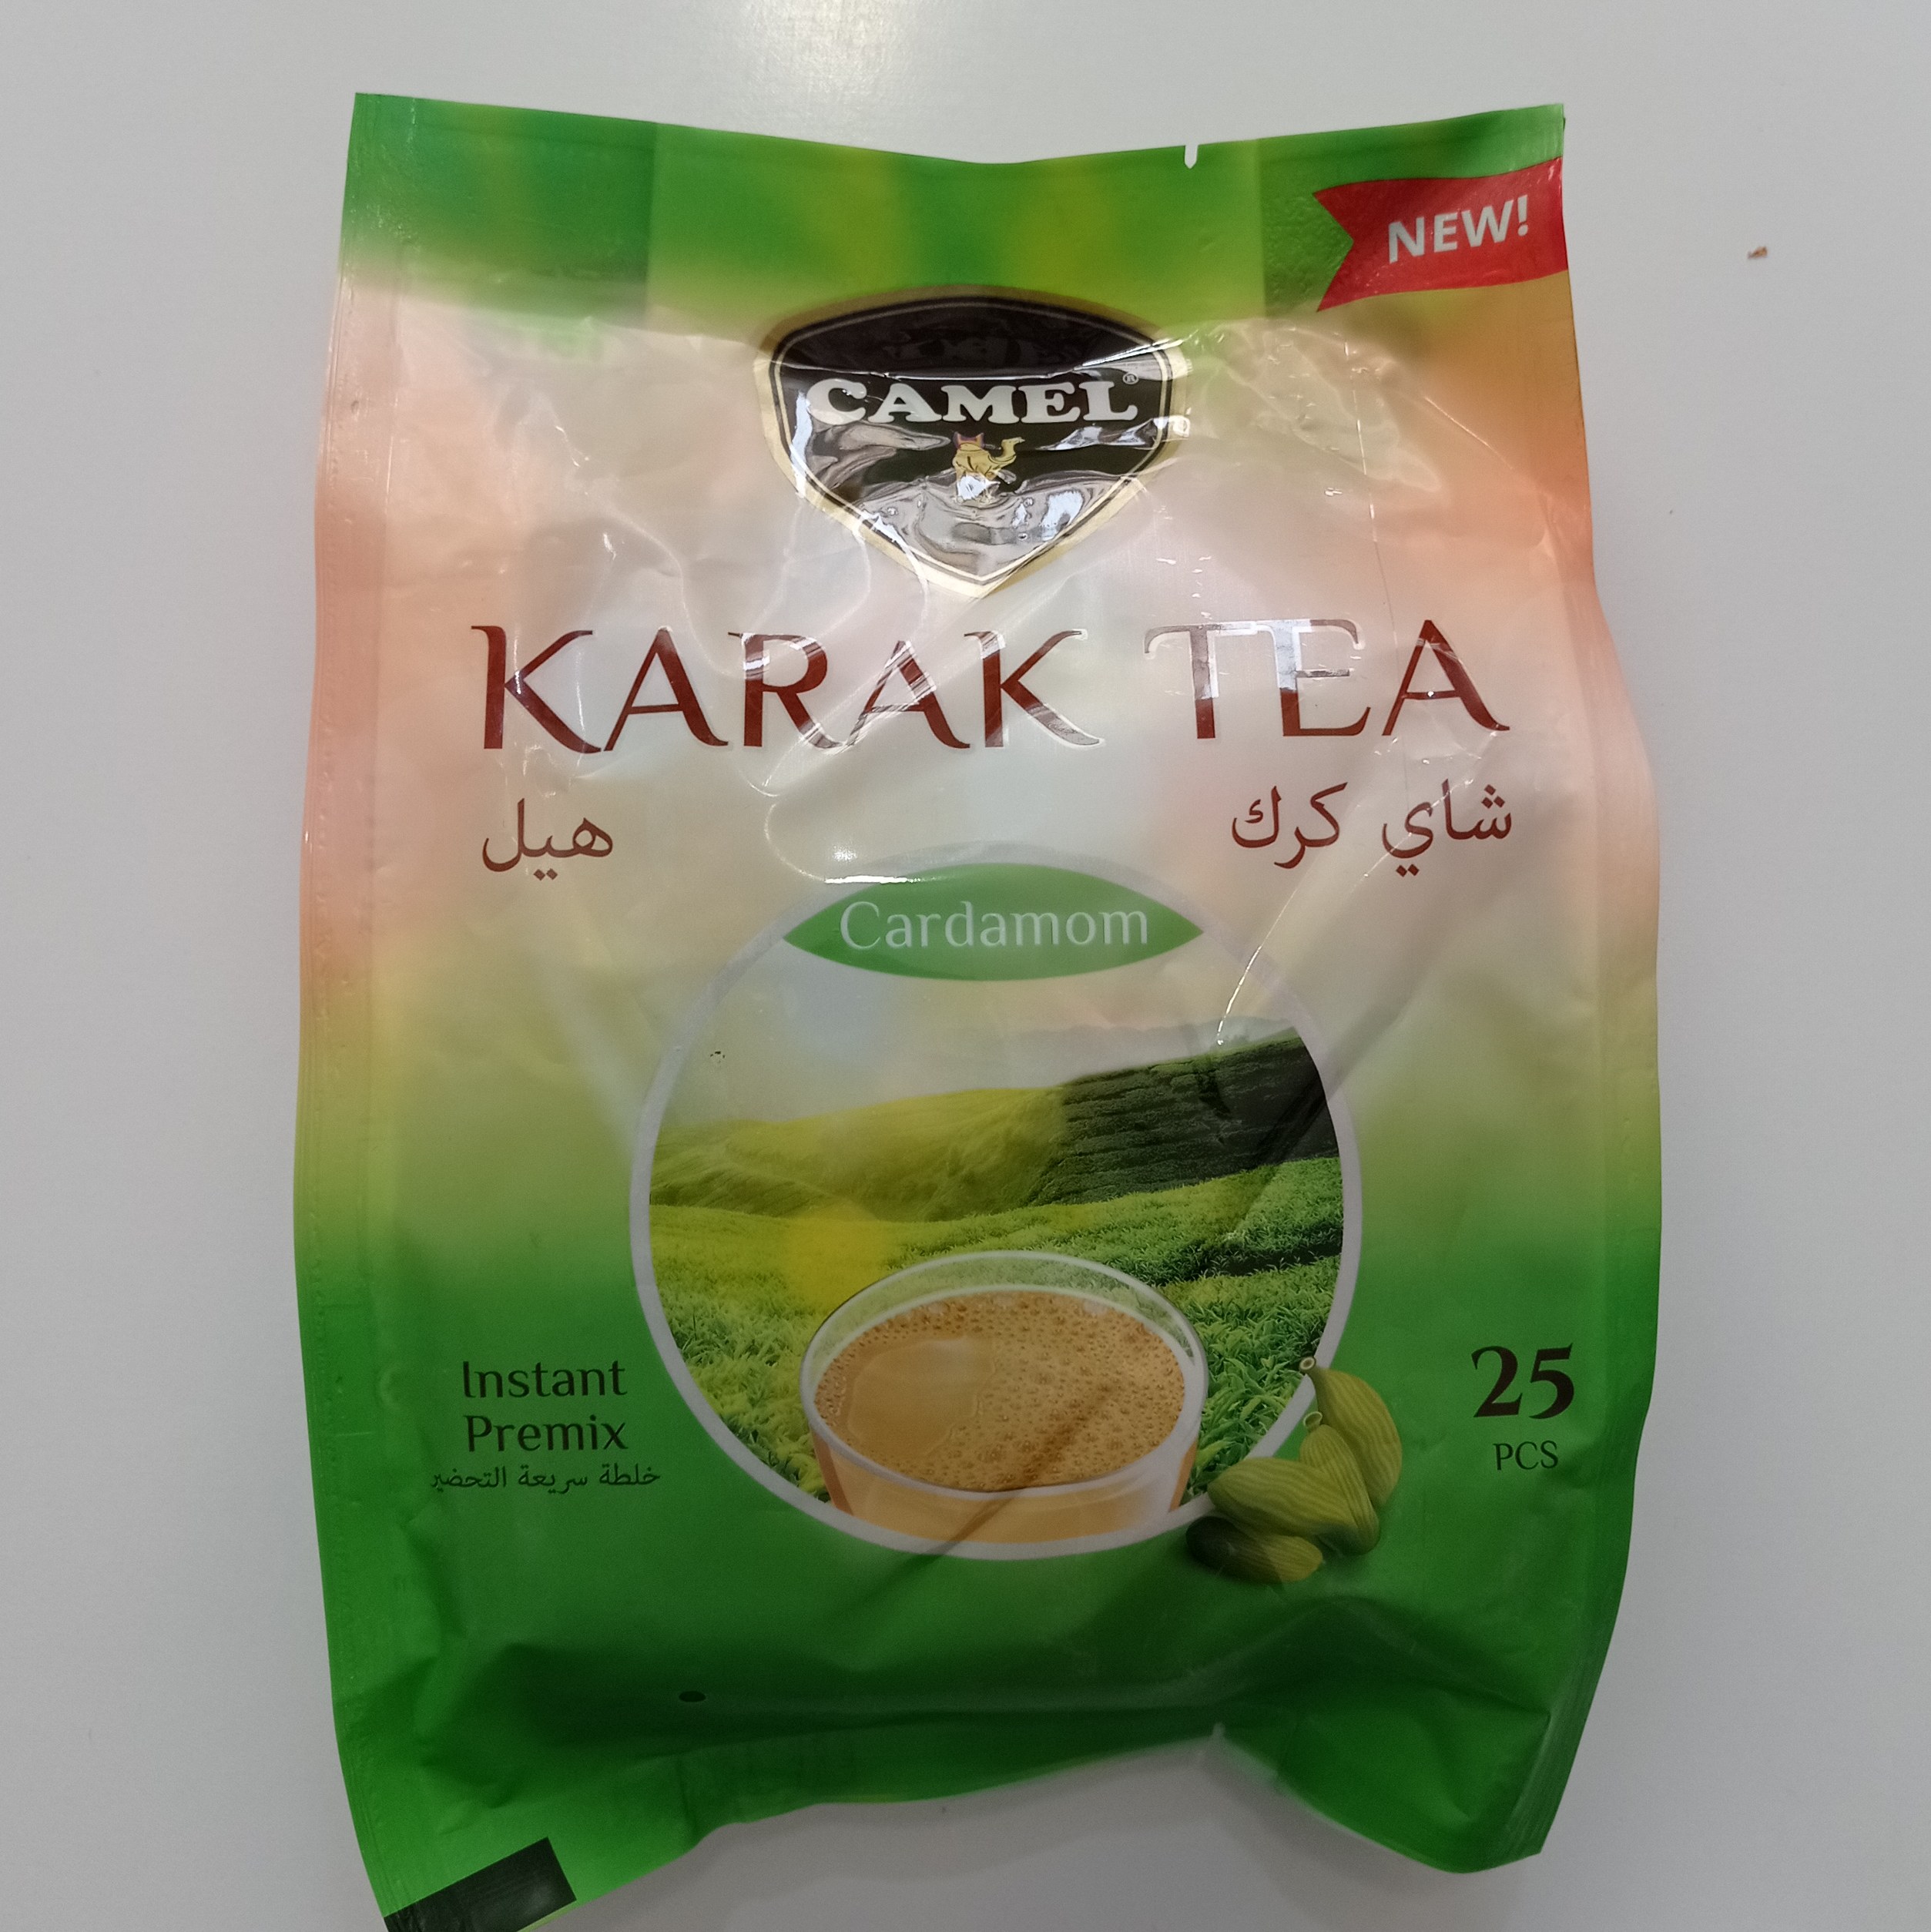 NEW!
CAMEL®
KARAK TEA
شاي كرك
هيل
Cardamom
Instant
Premix
خلطة سريعة التحضير
25
PCS